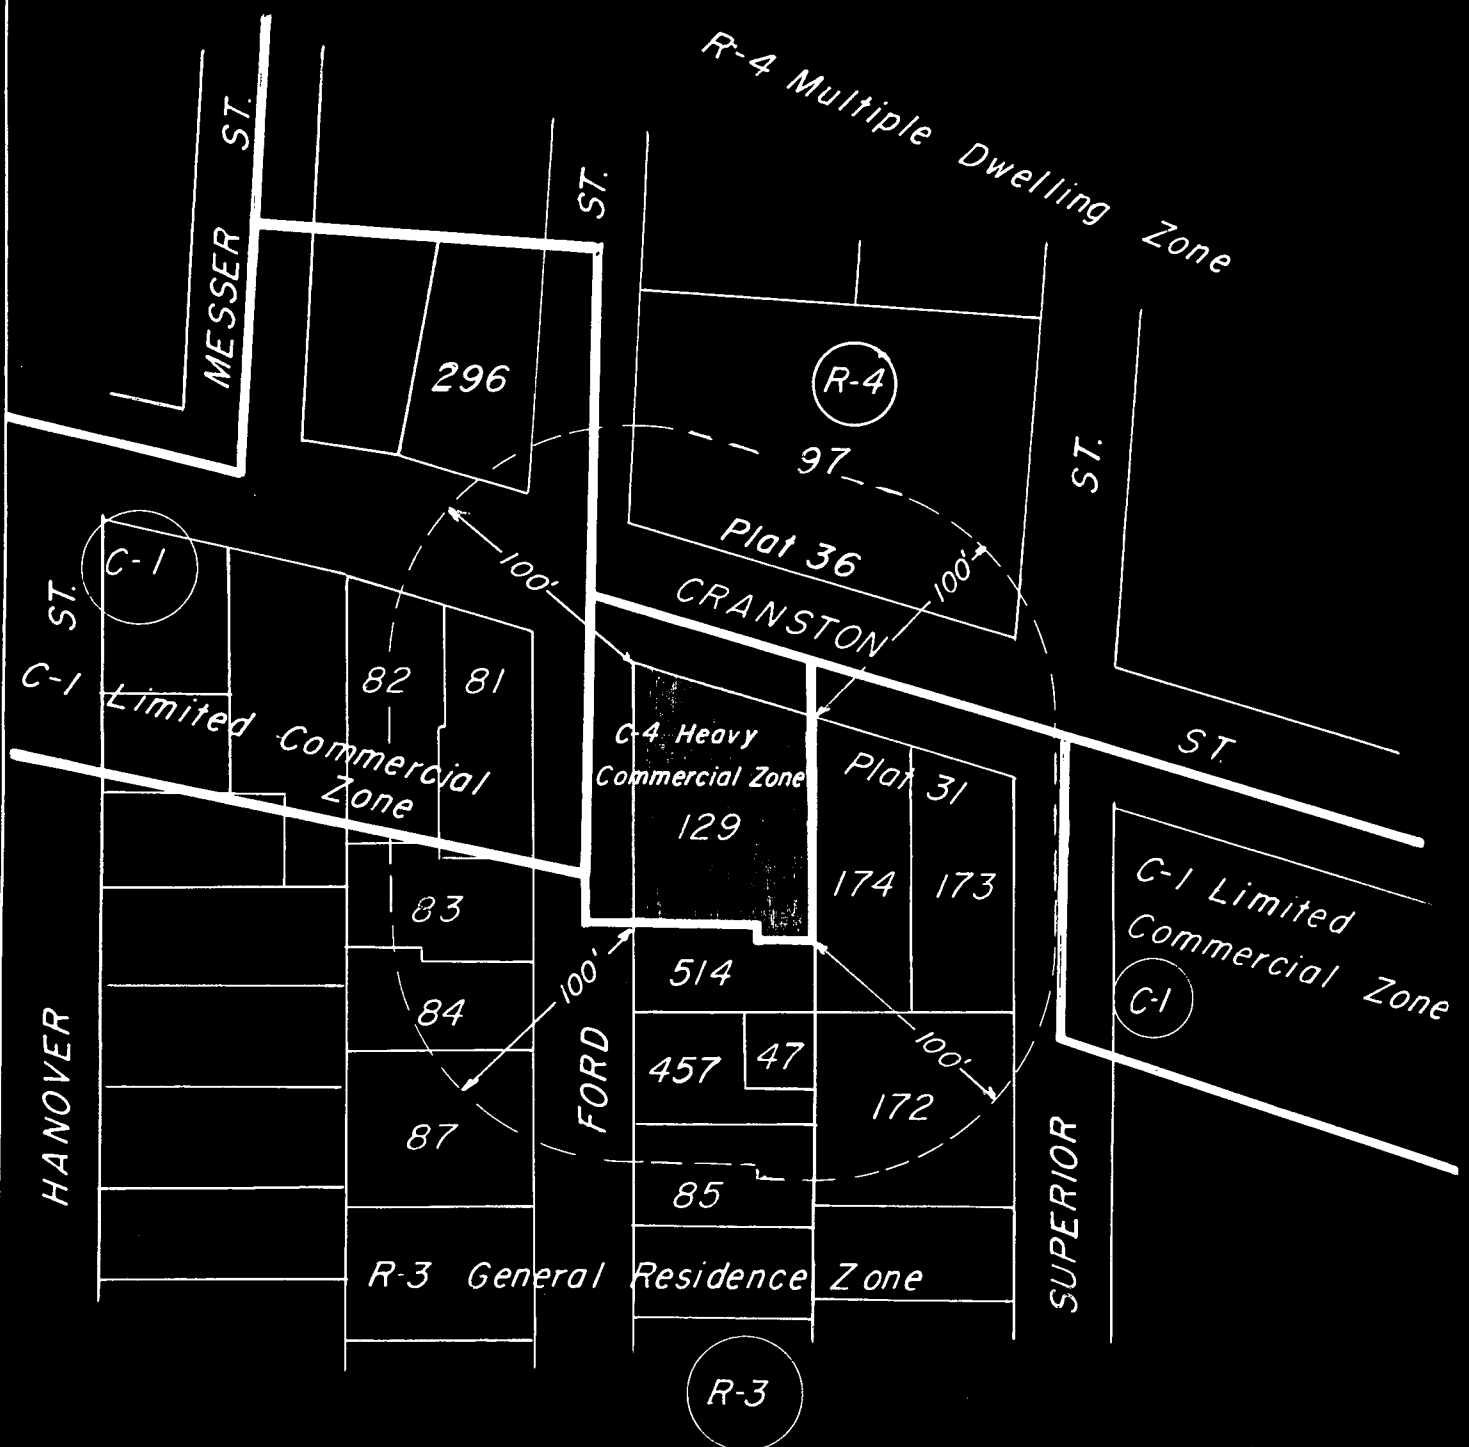 R-4 Multiple Dwelling Zone
MESSER ST.
ST.
296
R-4
97
ST.
Plat 36
C-1
100'
100'
CRANSTON
ST.
ST.
C-1 Limited Commercial
Zone
82
81
C-4 Heavy
Commercial Zone
129
Plat 31
174
173
C-1 Limited
Commercial Zone
C-1
83
514
100'
84
100'
457
47
172
HANOVER
FORD
87
85
SUPERIOR
R-3 General Residence Zone
R-3